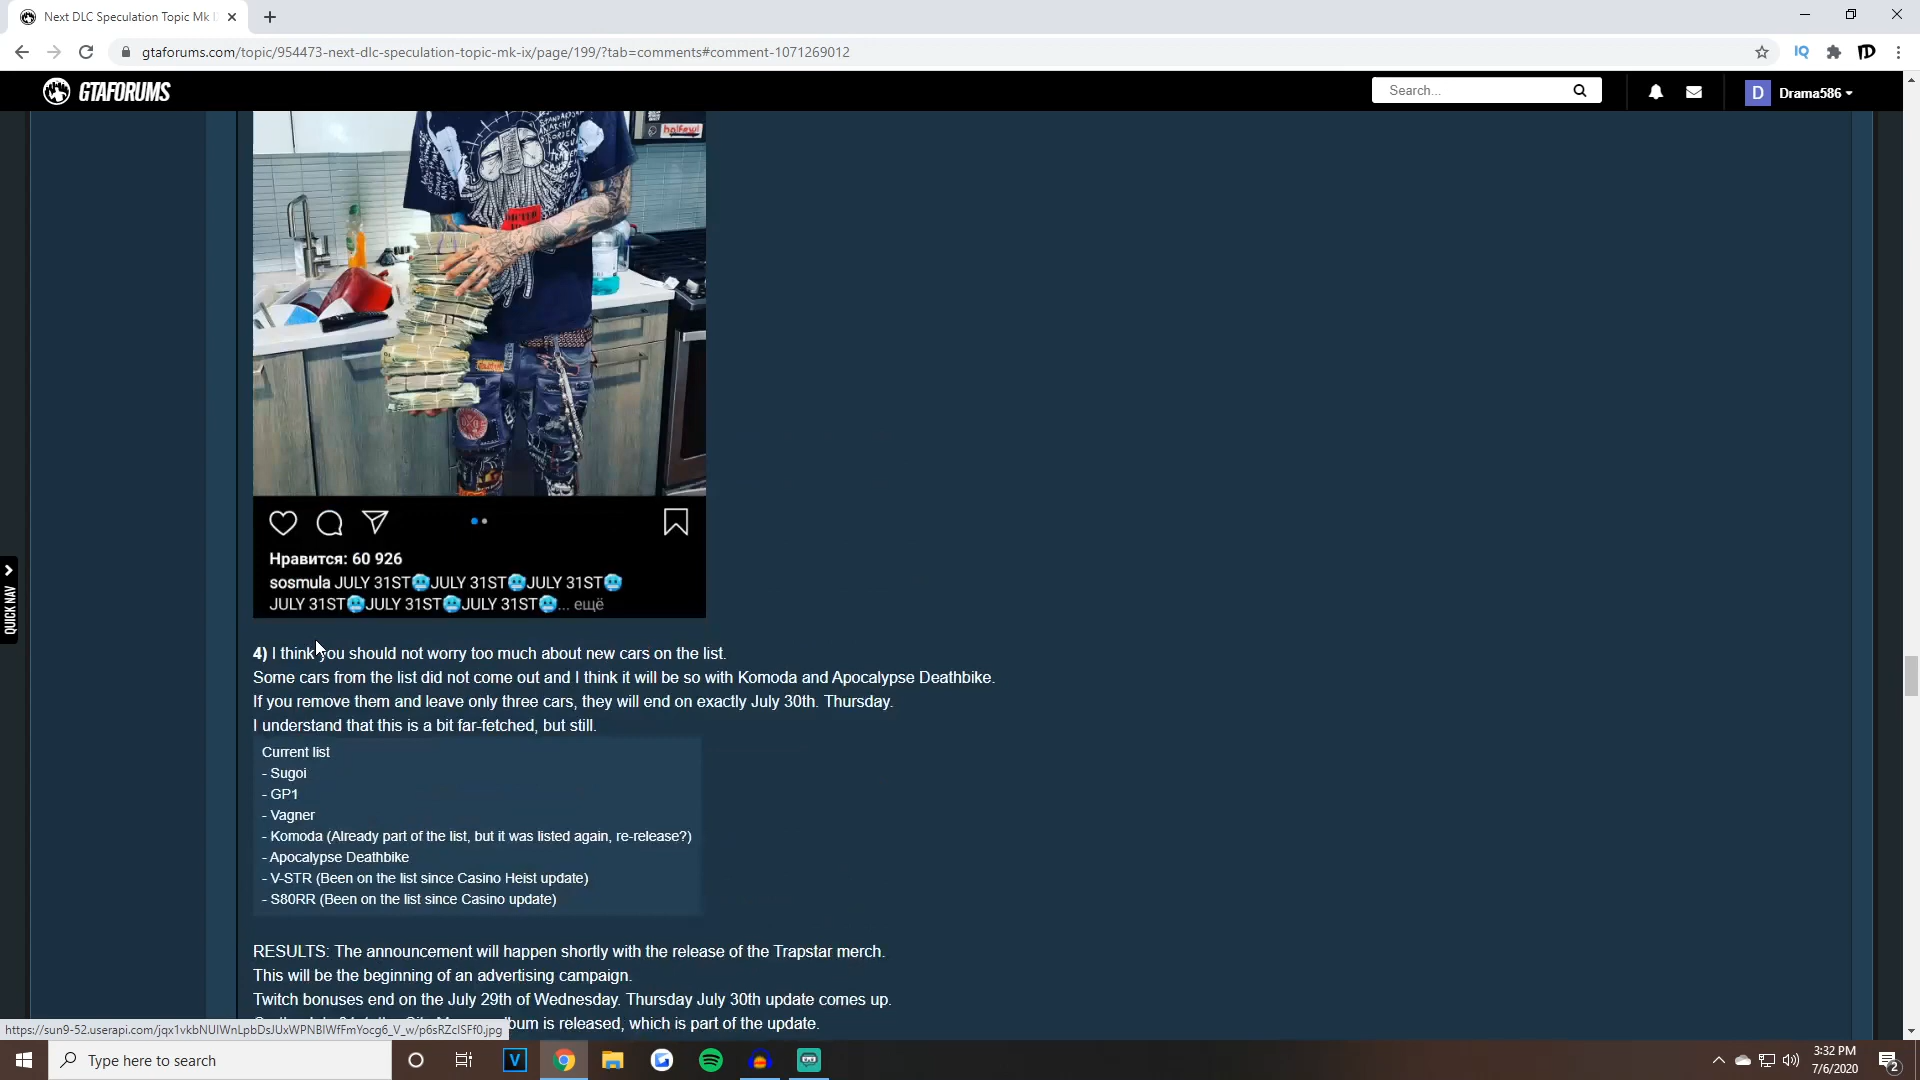 Next DLC Speculation Topic Mk I
gtaforums.com/topic/954473-next-dlc-speculation-topic-mk-ix/page/199/?tab=comments#comment-1071269012
IQ
GTAFORUMS
Search...
D
Drama586
halfewl
QUICK NAV
Нравится: 60 926
sosmula JULY 31ST🥶JULY 31ST🥶JULY 31ST🥶
JULY 31ST🥶JULY 31ST🥶JULY 31ST🥶... ещё
4) I think you should not worry too much about new cars on the list.
Some cars from the list did not come out and I think it will be so with Komoda and Apocalypse Deathbike.
If you remove them and leave only three cars, they will end on exactly July 30th. Thursday.
I understand that this is a bit far-fetched, but still.
Current list
- Sugoi
- GP1
- Vagner
- Komoda (Already part of the list, but it was listed again, re-release?)
- Apocalypse Deathbike
- V-STR (Been on the list since Casino Heist update)
- S80RR (Been on the list since Casino update)
RESULTS: The announcement will happen shortly with the release of the Trapstar merch.
This will be the beginning of an advertising campaign.
Twitch bonuses end on the July 29th of Wednesday. Thursday July 30th update comes up.
album is released, which is part of the update.
https://sun9-52.userapi.com/jqx1vkbNUIWnLpbDsJUxWPNBlWfFmYocg6_V_w/p6sRZcISFf0.jpg
Type here to search
V
3:32 PM
7/6/2020
2